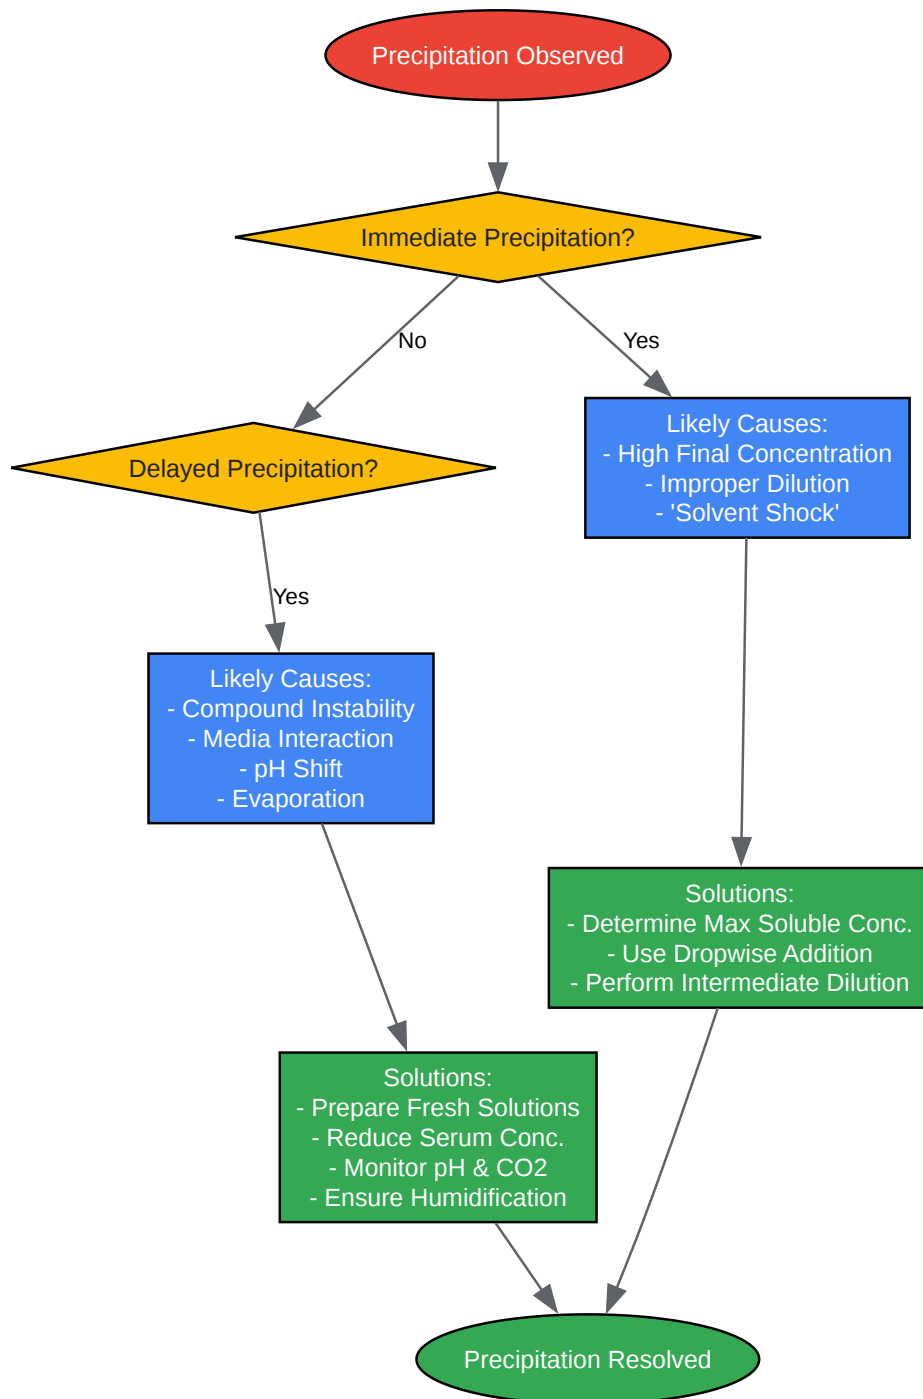 Precipitation Observed
Immediate Precipitation?
No
Yes
Likely Causes:
- High Final Concentration
- Improper Dilution
- 'Solvent Shock'
Delayed Precipitation?
Yes
Likely Causes:
- Compound Instability
- Media Interaction
- pH Shift
- Evaporation
Solutions:
- Determine Max Soluble Conc.
- Use Dropwise Addition
- Perform Intermediate Dilution
Solutions:
- Prepare Fresh Solutions
- Reduce Serum Conc.
- Monitor pH & CO2
- Ensure Humidification
Precipitation Resolved